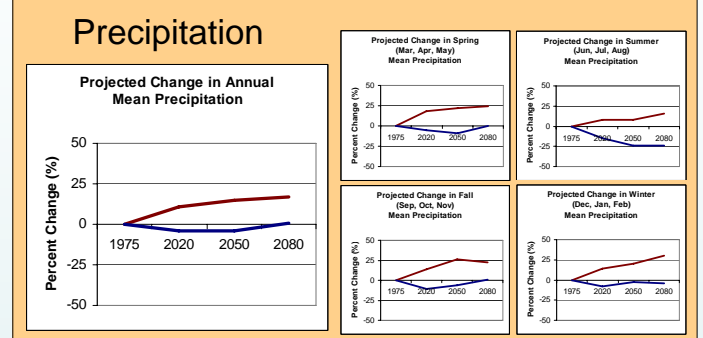 Precipitation
Projected Change in Annual
Mean Precipitation
Percent Change (%)
50
25
0
-25
-50
1975 2020 2050 2080
Projected Change in Spring
(Mar, Apr, May)
Mean Precipitation
Percent Change (%)
50
25
0
-25
-50
1975 2020 2050 2080
Projected Change in Summer
(Jun, Jul, Aug)
Mean Precipitation
Percent Change (%)
50
25
0
-25
-50
1975 2020 2050 2080
Projected Change in Fall
(Sep, Oct, Nov)
Mean Precipitation
Percent Change (%)
50
25
0
-25
-50
1975 2020 2050 2080
Projected Change in Winter
(Dec, Jan, Feb)
Mean Precipitation
Percent Change (%)
50
25
0
-25
-50
1975 2020 2050 2080